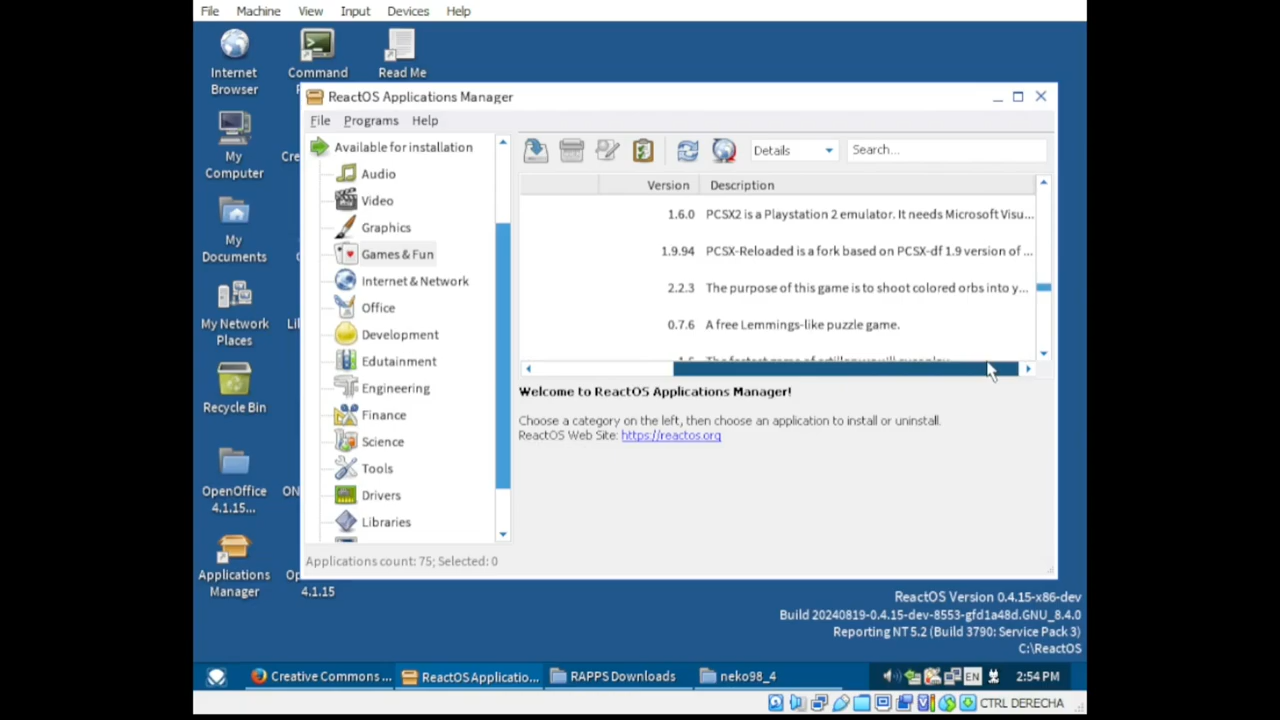 File Machine View Input Devices Help
Internet Browser
Command
Read Me
My Computer
My Documents
My Network Places
Recycle Bin
OpenOffice 4.1.15...
Applications Manager
4.1.15
ReactOS Applications Manager
File Programs Help
Available for installation
Audio
Video
Graphics
Games & Fun
Internet & Network
Office
Development
Edutainment
Engineering
Finance
Science
Tools
Drivers
Libraries
Details
Search...
Version Description
1.6.0 PCSX2 is a Playstation 2 emulator. It needs Microsoft Visu...
1.9.94 PCSX-Reloaded is a fork based on PCSX-df 1.9 version of ...
2.2.3 The purpose of this game is to shoot colored orbs into y...
0.7.6 A free Lemmings-like puzzle game.
Welcome to ReactOS Applications Manager!
Choose a category on the left, then choose an application to install or uninstall.
ReactOS Web Site: https://reactos.org
Applications count: 75; Selected: 0
ReactOS Version 0.4.15-x86-dev
Build 20240819-0.4.15-dev-8553-gfd1a48d.GNU_8.4.0
Reporting NT 5.2 (Build 3790: Service Pack 3)
C:\ReactOS
Creative Commons ...
ReactOS Applicatio...
RAPPS Downloads
neko98_4
EN
2:54 PM
CTRL DERECHA